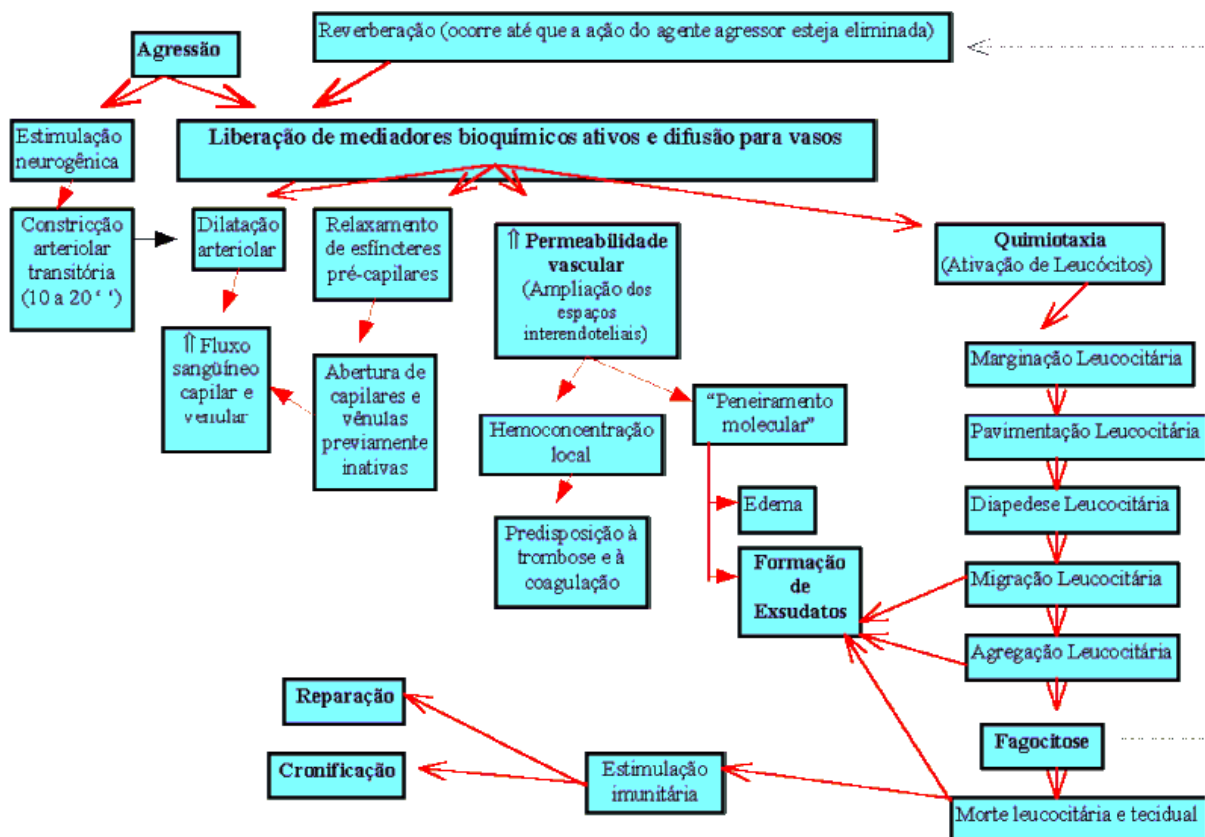 Agressão
Reverberação (ocorre até que a ação do agente agressor esteja eliminada)
Estimulação
neurogênica
Liberação de mediadores bioquímicos ativos e difusão para vasos
Constricção
arteriolar
transitória
(10 a 20‘ ‘)
Dilatação
arteriolar
Relaxamento
de esfíncteres
pré-capilares
⇑ Permeabilidade
vascular
(Ampliação dos
espaços
interendoteliais)
Quimiotaxia
(Ativação de Leucócitos)
⇑ Fluxo
sangüíneo
capilar e
venular
Abertura de
capilares e
vênulas
previamente
inativas
Hemoconcentração
local
“Peneiramento
molecular”
Marginação Leucocitária
Pavimentação Leucocitária
Predisposição à
trombose e à
coagulação
Edema
Diapedese Leucocitária
Formação
de
Exsudatos
Migração Leucocitária
Agregação Leucocitária
Reparação
Cronificação
Estimulação
imunitária
Fagocitose
Morte leucocitária e tecidual